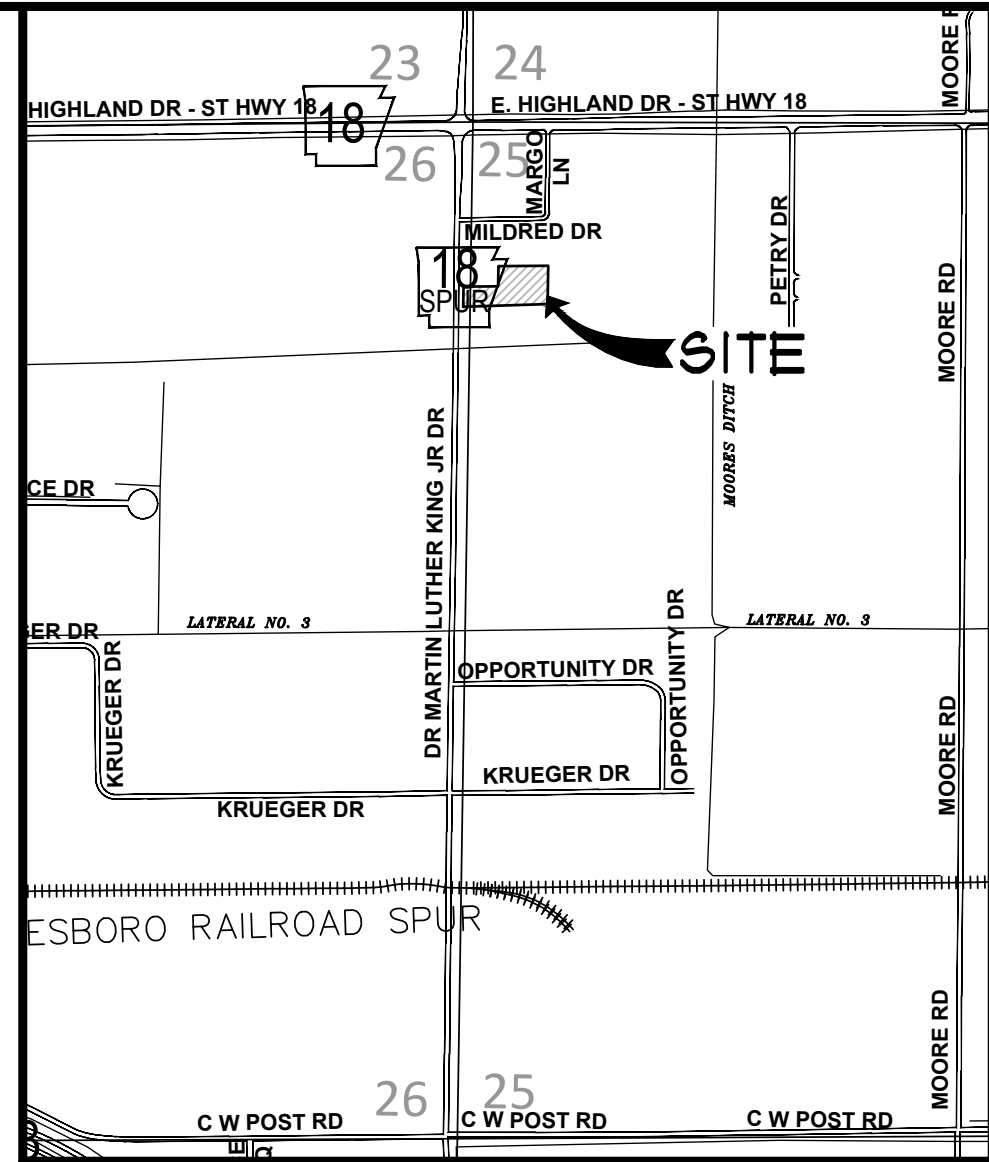 23
24
MOORE
HIGHLAND DR - ST HWY 18
18
E. HIGHLAND DR - ST HWY 18
26
25
MARGO
LN
MILDRED DR
PETRY DR
18
SPUR
SITE
MOORE RD
MOORES DITCH
CE DR
DR MARTIN LUTHER KING JR DR
LATERAL NO. 3
LATERAL NO. 3
GER DR
KRUEGER DR
OPPORTUNITY DR
OPPORTUNITY DR
KRUEGER DR
KRUEGER DR
MOORE RD
ESBORO RAILROAD SPUR
MOORE RD
26
25
C W POST RD
C W POST RD
C W POST RD